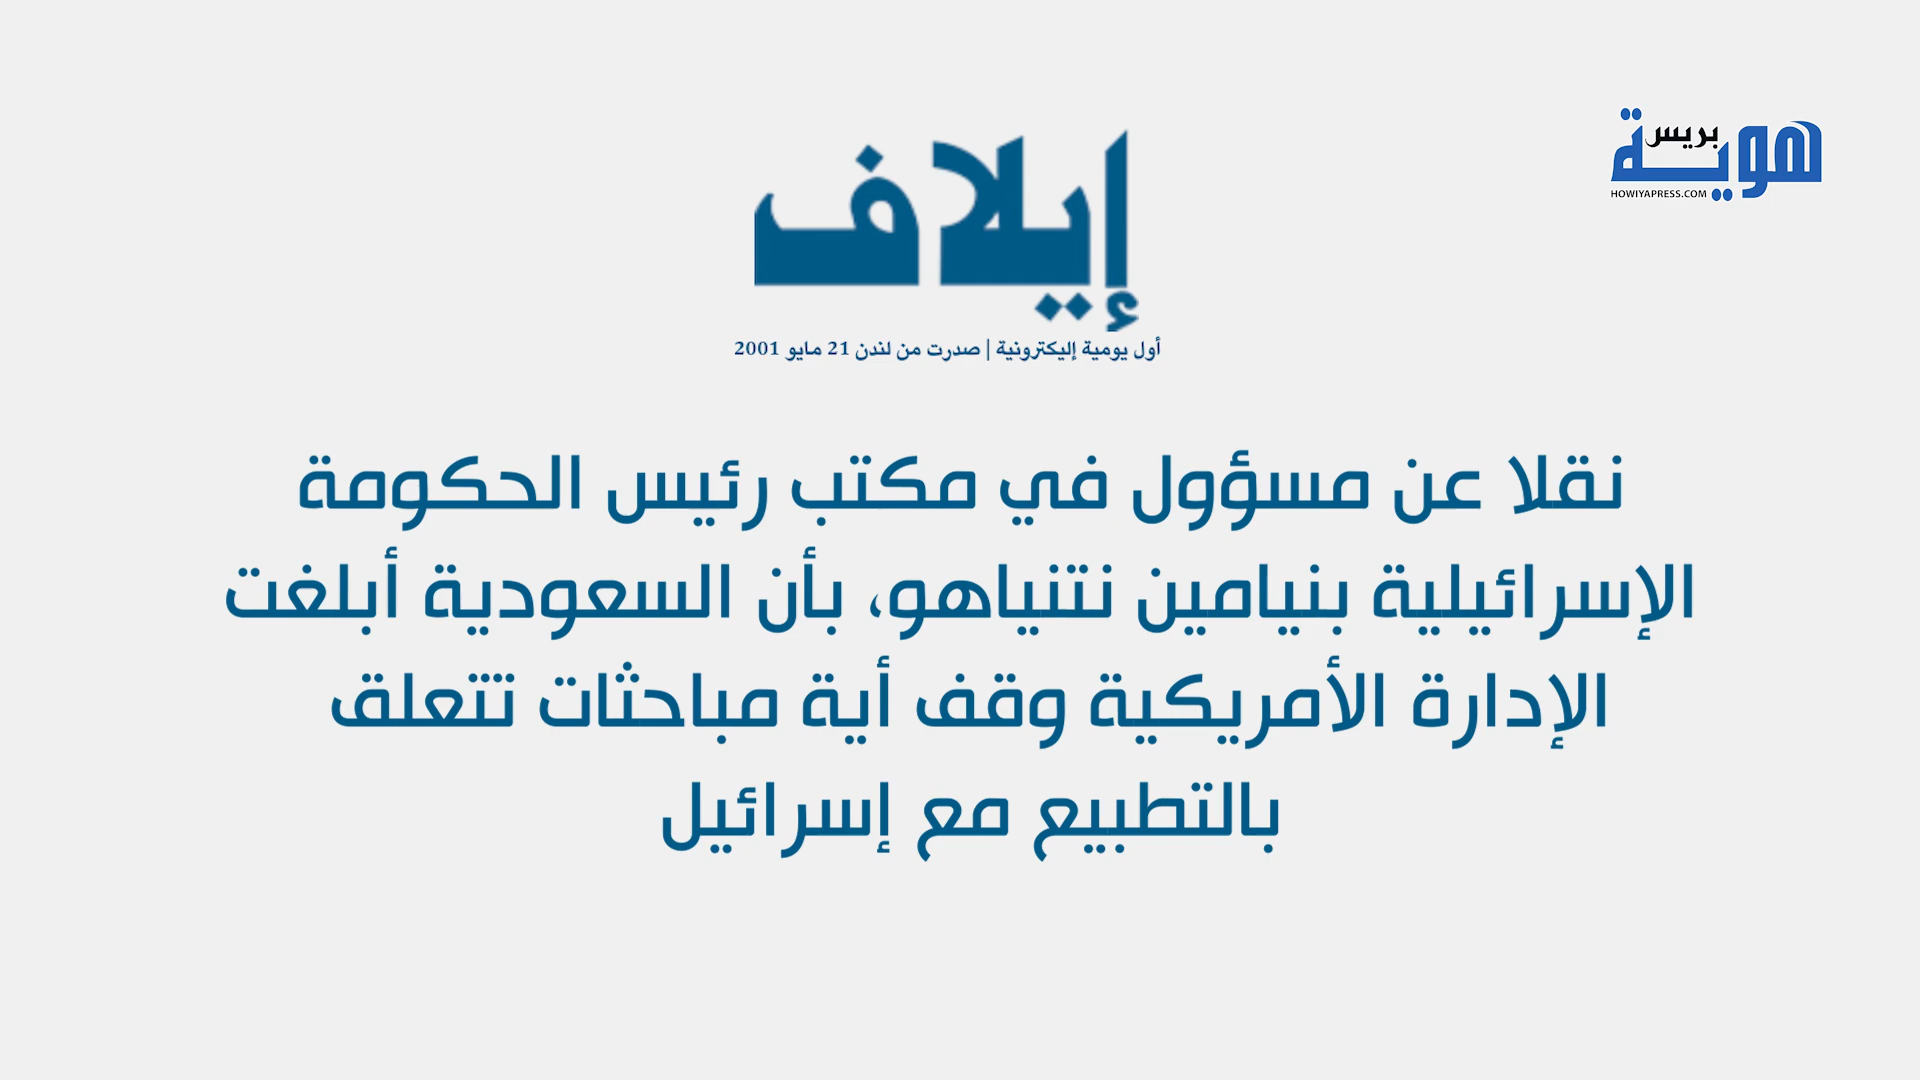 هوية
بريس
HOWIYAPRESS.COM
إيلاف
أول يومية إليكترونية | صدرت من لندن 21 مايو 2001
نقلا عن مسؤول في مكتب رئيس الحكومة
الإسرائيلية بنيامين نتنياهو، بأن السعودية أبلغت
الإدارة الأمريكية وقف أية مباحثات تتعلق
بالتطبيع مع إسرائيل